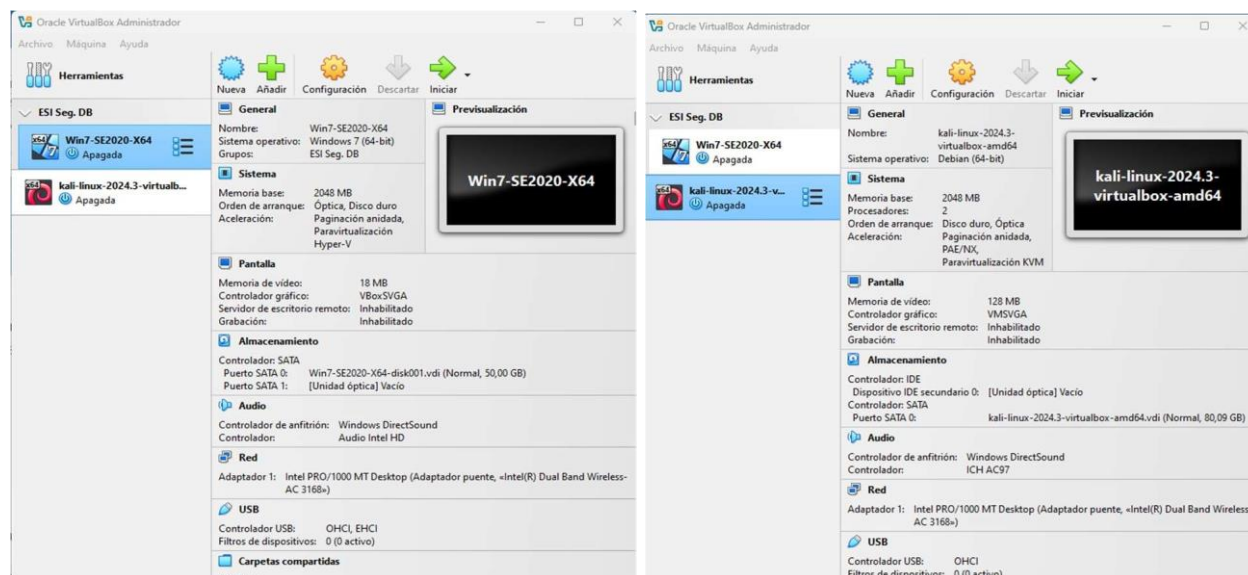 Oracle VirtualBox Administrador
Archivo Máquina Ayuda
Herramientas
Nueva Añadir Configuración Descartar Iniciar
ESI Seg. DB
Win7-SE2020-X64
Apagada
kali-linux-2024.3-virtualb...
Apagada
General
Nombre: Win7-SE2020-X64
Sistema operativo: Windows 7 (64-bit)
Grupos: ESI Seg. DB
Sistema
Memoria base: 2048 MB
Orden de arranque: Óptica, Disco duro
Aceleración: Paginación anidada,
Paravirtualización
Hyper-V
Previsualización
Win7-SE2020-X64
Pantalla
Memoria de vídeo: 18 MB
Controlador gráfico: VBoxSVGA
Servidor de escritorio remoto: Inhabilitado
Grabación: Inhabilitado
Almacenamiento
Controlador: SATA
Puerto SATA 0: Win7-SE2020-X64-disk001.vdi (Normal, 50,00 GB)
Puerto SATA 1: [Unidad óptica] Vacío
Audio
Controlador de anfitrión: Windows DirectSound
Controlador: Audio Intel HD
Red
Adaptador 1: Intel PRO/1000 MT Desktop (Adaptador puente, «Intel(R) Dual Band Wireless-
AC 3168»)
USB
Controlador USB: OHCI, EHCI
Filtros de dispositivos: 0 (0 activo)
Carpetas compartidas
Oracle VirtualBox Administrador
Archivo Máquina Ayuda
Herramientas
Nueva Añadir Configuración Descartar Iniciar
ESI Seg. DB
Win7-SE2020-X64
Apagada
kali-linux-2024.3-v...
Apagada
General
Nombre: kali-linux-2024.3-
virtualbox-amd64
Sistema operativo: Debian (64-bit)
Sistema
Memoria base: 2048 MB
Procesadores: 2
Orden de arranque: Disco duro, Óptica
Aceleración: Paginación anidada,
PAE/NX,
Paravirtualización KVM
Previsualización
kali-linux-2024.3-
virtualbox-amd64
Pantalla
Memoria de vídeo: 128 MB
Controlador gráfico: VMSVGA
Servidor de escritorio remoto: Inhabilitado
Grabación: Inhabilitado
Almacenamiento
Controlador: IDE
Dispositivo IDE secundario 0: [Unidad óptica] Vacío
Controlador: SATA
Puerto SATA 0: kali-linux-2024.3-virtualbox-amd64.vdi (Normal, 80,09 GB)
Audio
Controlador de anfitrión: Windows DirectSound
Controlador: ICH AC97
Red
Adaptador 1: Intel PRO/1000 MT Desktop (Adaptador puente, «Intel(R) Dual Band Wireless
AC 3168»)
USB
Controlador USB: OHCI
Filtros de dispositivos: 0 (0 activo)